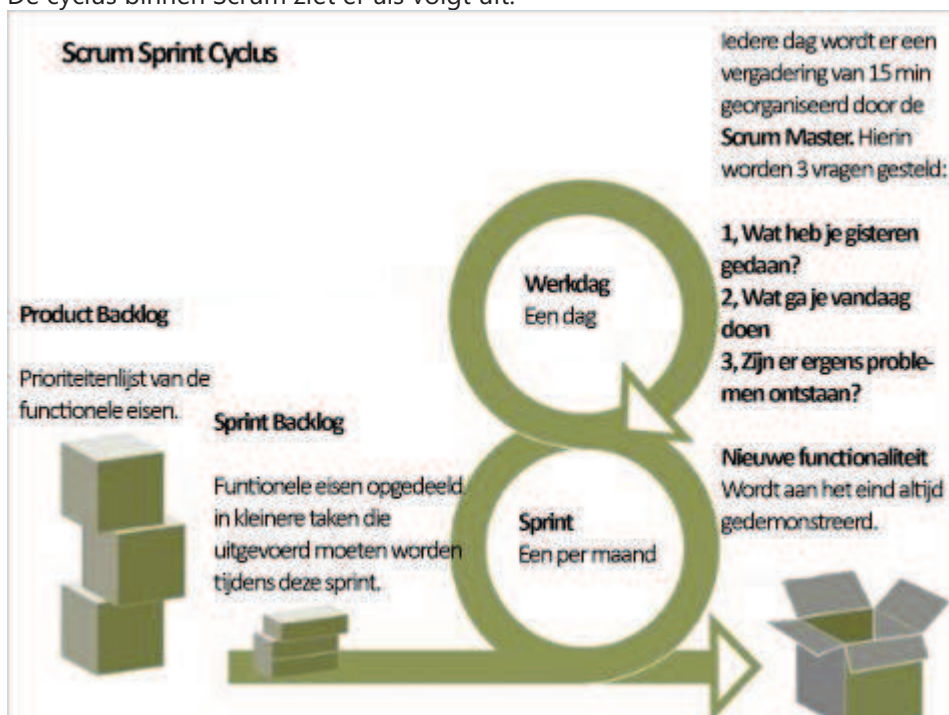 De cyclus binnen Scrum ziet er als volgt uit:
Scrum Sprint Cyclus
Iedere dag wordt er een
vergadering van 15 min
georganiseerd door de
Scrum Master. Hierin
worden 3 vragen gesteld:
1, Wat heb je gisteren
gedaan?
2, Wat ga je vandaag
doen
3, Zijn er ergens proble-
men ontstaan?
Werkdag
Een dag
Product Backlog
Prioriteitenlijst van de
functionele eisen.
Sprint Backlog
Funtionele eisen opgedeeld
in kleinere taken die
uitgevoerd moeten worden
tijdens deze sprint.
Sprint
Een per maand
Nieuwe functionaliteit
Wordt aan het eind altijd
gedemonstreerd.